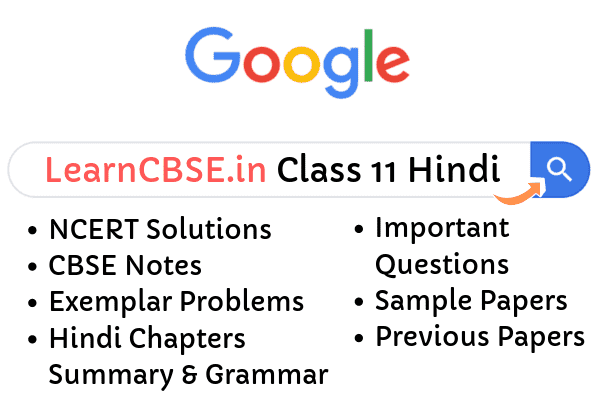 Google
LearnCBSE.in Class 11 Hindi
• NCERT Solutions
• CBSE Notes
• Exemplar Problems
• Hindi Chapters
Summary & Grammar
• Important
Questions
• Sample Papers
• Previous Papers